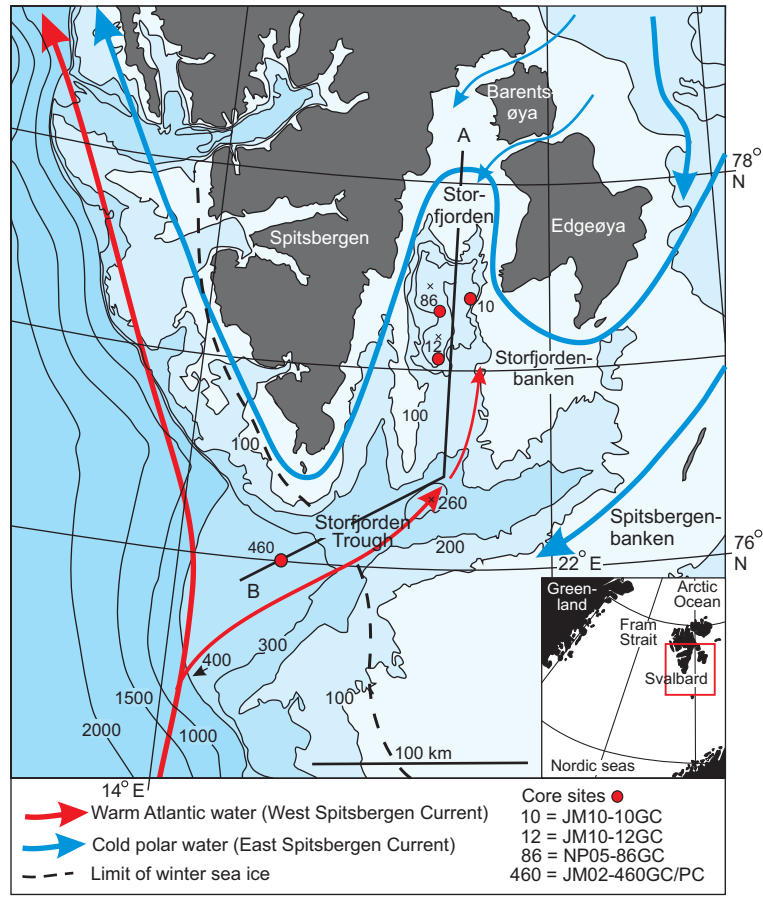 Barents-
øya
A
78° N
Stor-
fjorden
Spitsbergen
Edgeøya
86
10
12
Storfjorden-
banken
100
100
260
Storfjorden
Trough
Spitsbergen-
banken
460
200
76° N
22° E
B
300
400
100
1500
2000
1000
100 km
14° E
Green-
land
Arctic
Ocean
Fram
Strait
Svalbard
Nordic seas
Warm Atlantic water (West Spitsbergen Current)
Cold polar water (East Spitsbergen Current)
Limit of winter sea ice
Core sites
10 = JM10-10GC
12 = JM10-12GC
86 = NP05-86GC
460 = JM02-460GC/PC